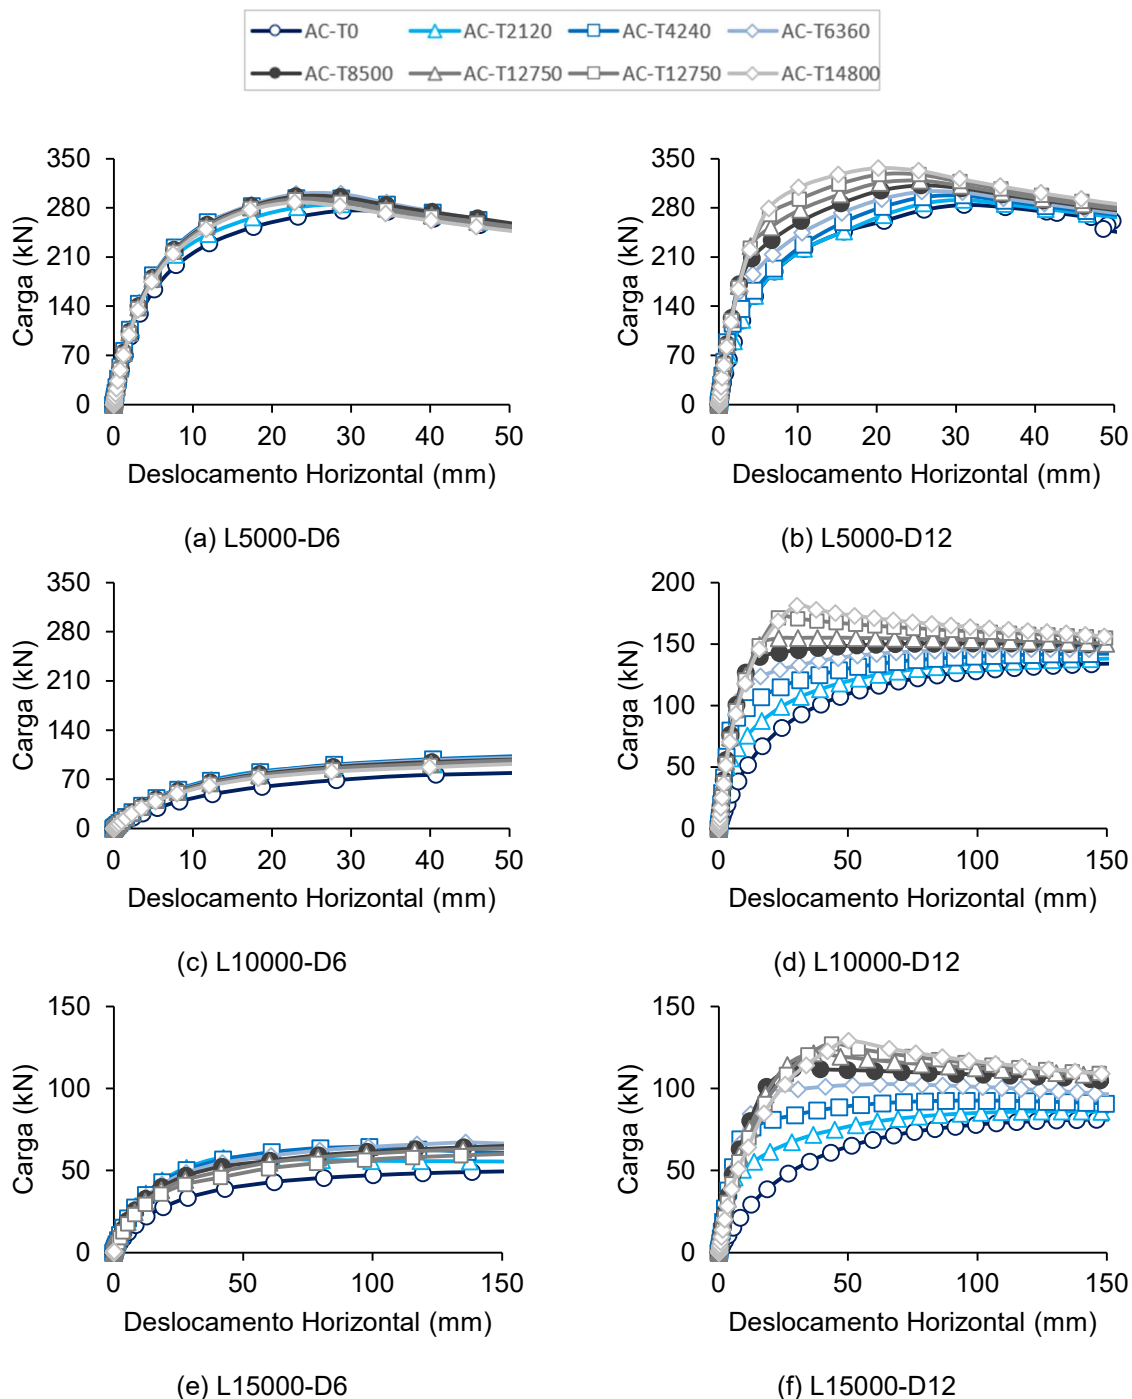 AC-T0 AC-T2120 AC-T4240 AC-T6360
AC-T8500 AC-T12750 AC-T12750 AC-T14800
350
280
210
140
70
0
Carga (kN)
0 10 20 30 40 50
Deslocamento Horizontal (mm)
(a) L5000-D6
350
280
210
140
70
0
Carga (kN)
0 10 20 30 40 50
Deslocamento Horizontal (mm)
(b) L5000-D12
350
280
210
140
70
0
Carga (kN)
0 10 20 30 40 50
Deslocamento Horizontal (mm)
(c) L10000-D6
200
150
100
50
0
Carga (kN)
0 50 100 150
Deslocamento Horizontal (mm)
(d) L10000-D12
150
100
50
0
Carga (kN)
0 50 100 150
Deslocamento Horizontal (mm)
(e) L15000-D6
150
100
50
0
Carga (kN)
0 50 100 150
Deslocamento Horizontal (mm)
(f) L15000-D12